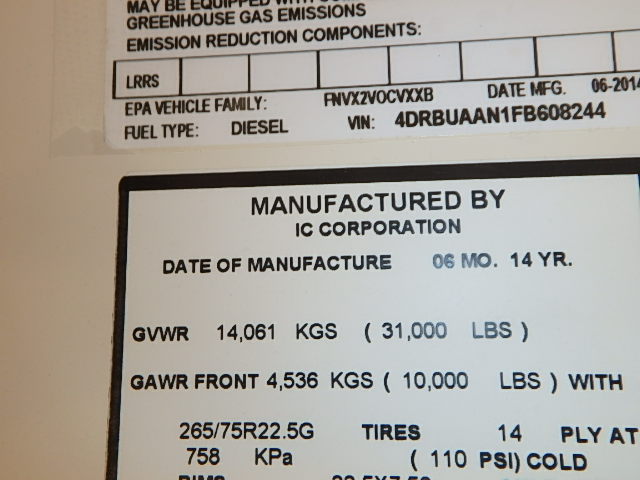 MAY BE EQUIPPED WITH
GREENHOUSE GAS EMISSIONS
EMISSION REDUCTION COMPONENTS:
LRRS
EPA VEHICLE FAMILY: FNVX2VOCVXXB DATE MFG. 06-2014
FUEL TYPE: DIESEL VIN: 4DRBUAAN1FB608244
MANUFACTURED BY
IC CORPORATION
DATE OF MANUFACTURE 06 MO. 14 YR.
GVWR 14,061 KGS ( 31,000 LBS )
GAWR FRONT 4,536 KGS ( 10,000 LBS ) WITH
265/75R22.5G TIRES 14 PLY AT
758 KPa ( 110 PSI) COLD
RIMS